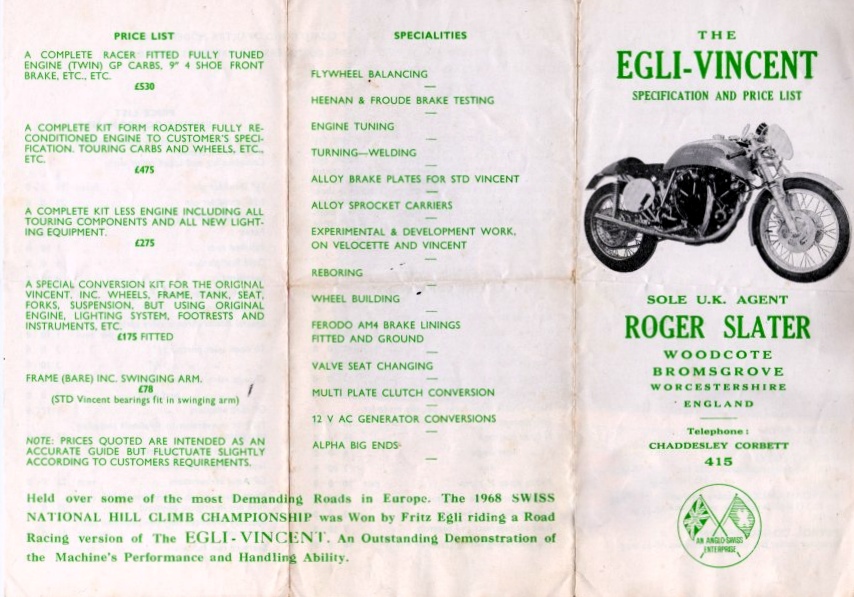 PRICE LIST
A COMPLETE RACER FITTED FULLY TUNED
ENGINE (TWIN) GP CARBS, 9" 4 SHOE FRONT
BRAKE, ETC., ETC.
£530
A COMPLETE KIT FORM ROADSTER FULLY RE-
CONDITIONED ENGINE TO CUSTOMER'S SPECI-
FICATION. TOURING CARBS AND WHEELS, ETC.,
ETC.
£475
A COMPLETE KIT LESS ENGINE INCLUDING ALL
TOURING COMPONENTS AND ALL NEW LIGHT-
ING EQUIPMENT.
£275
A SPECIAL CONVERSION KIT FOR THE ORIGINAL
VINCENT. INC. WHEELS, FRAME, TANK, SEAT,
FORKS, SUSPENSION, BUT USING ORIGINAL
ENGINE, LIGHTING SYSTEM, FOOTRESTS AND
INSTRUMENTS, ETC.
£175 FITTED
FRAME (BARE) INC. SWINGING ARM.
£78
(STD Vincent bearings fit in swinging arm)
NOTE: PRICES QUOTED ARE INTENDED AS AN
ACCURATE GUIDE BUT FLUCTUATE SLIGHTLY
ACCORDING TO CUSTOMERS REQUIREMENTS.
SPECIALITIES
FLYWHEEL BALANCING
HEENAN & FROUDE BRAKE TESTING
ENGINE TUNING
TURNING—WELDING
ALLOY BRAKE PLATES FOR STD VINCENT
ALLOY SPROCKET CARRIERS
EXPERIMENTAL & DEVELOPMENT WORK,
ON VELOCETTE AND VINCENT
REBORING
WHEEL BUILDING
FERODO AM4 BRAKE LININGS
FITTED AND GROUND
VALVE SEAT CHANGING
MULTI PLATE CLUTCH CONVERSION
12 V AC GENERATOR CONVERSIONS
ALPHA BIG ENDS
Held over some of the most Demanding Roads in Europe. The 1968 SWISS
NATIONAL HILL CLIMB CHAMPIONSHIP was Won by Fritz Egli riding a Road
Racing version of The EGLI-VINCENT. An Outstanding Demonstration of
the Machine's Performance and Handling Ability.
THE
EGLI-VINCENT
SPECIFICATION AND PRICE LIST
SOLE U.K. AGENT
ROGER SLATER
WOODCOTE
BROMSGROVE
WORCESTERSHIRE
ENGLAND
Telephone:
CHADDESLEY CORBETT
415
AN ANGLO-SWISS
ENTERPRISE